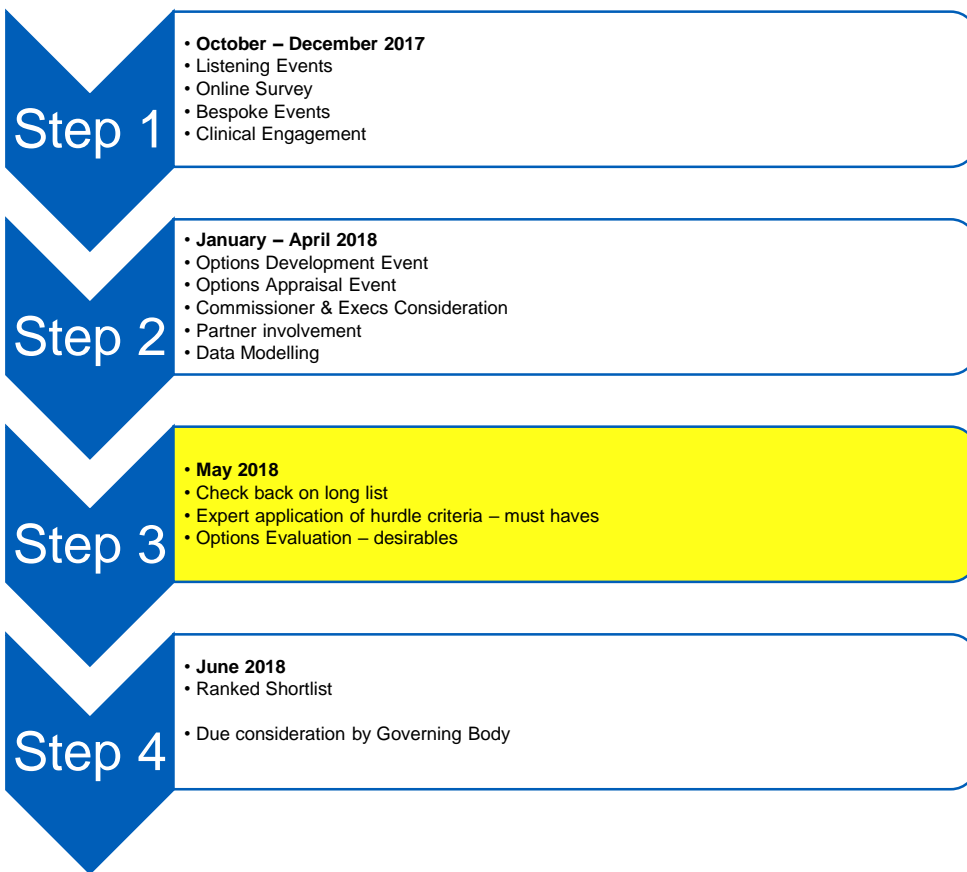 Step 1
• October – December 2017
• Listening Events
• Online Survey
• Bespoke Events
• Clinical Engagement
Step 2
• January – April 2018
• Options Development Event
• Options Appraisal Event
• Commissioner & Execs Consideration
• Partner involvement
• Data Modelling
Step 3
• May 2018
• Check back on long list
• Expert application of hurdle criteria – must haves
• Options Evaluation – desirables
Step 4
• June 2018
• Ranked Shortlist
• Due consideration by Governing Body